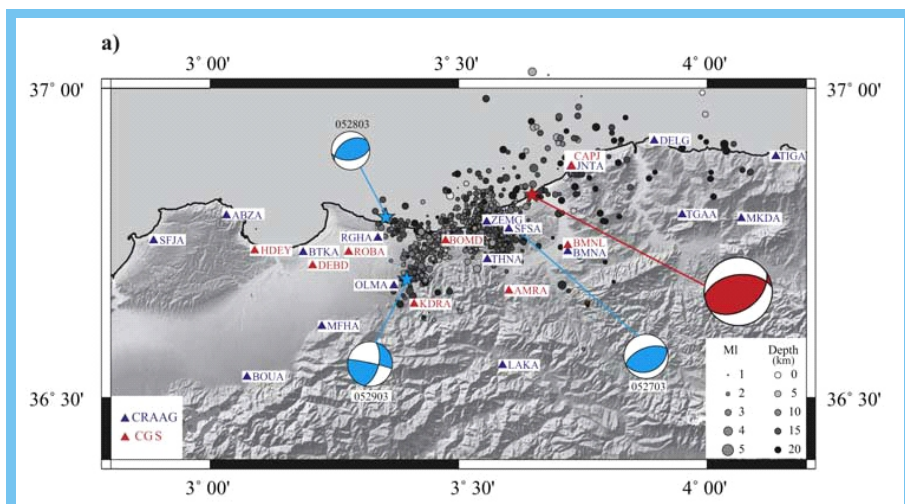 a)
3° 00' 3° 30' 4° 00'
37° 00' 37° 00'
052803
DELG
CAPJ
JNTA
TIGA
ABZA
ZEMG
TGAA
MKDA
SFSA
SFJA
RGHA
BOMD
HDEY
BTKA
ROBA
BMNL
BMNA
DEBD
THNA
OLMA
KDRA
AMRA
MFHA
LAKA
BOUA
052903
052703
36° 30' 36° 30'
CRAAG
CGS
Ml Depth
(km)
1 0
2 5
3 10
4 15
5 20
3° 00' 3° 30' 4° 00'